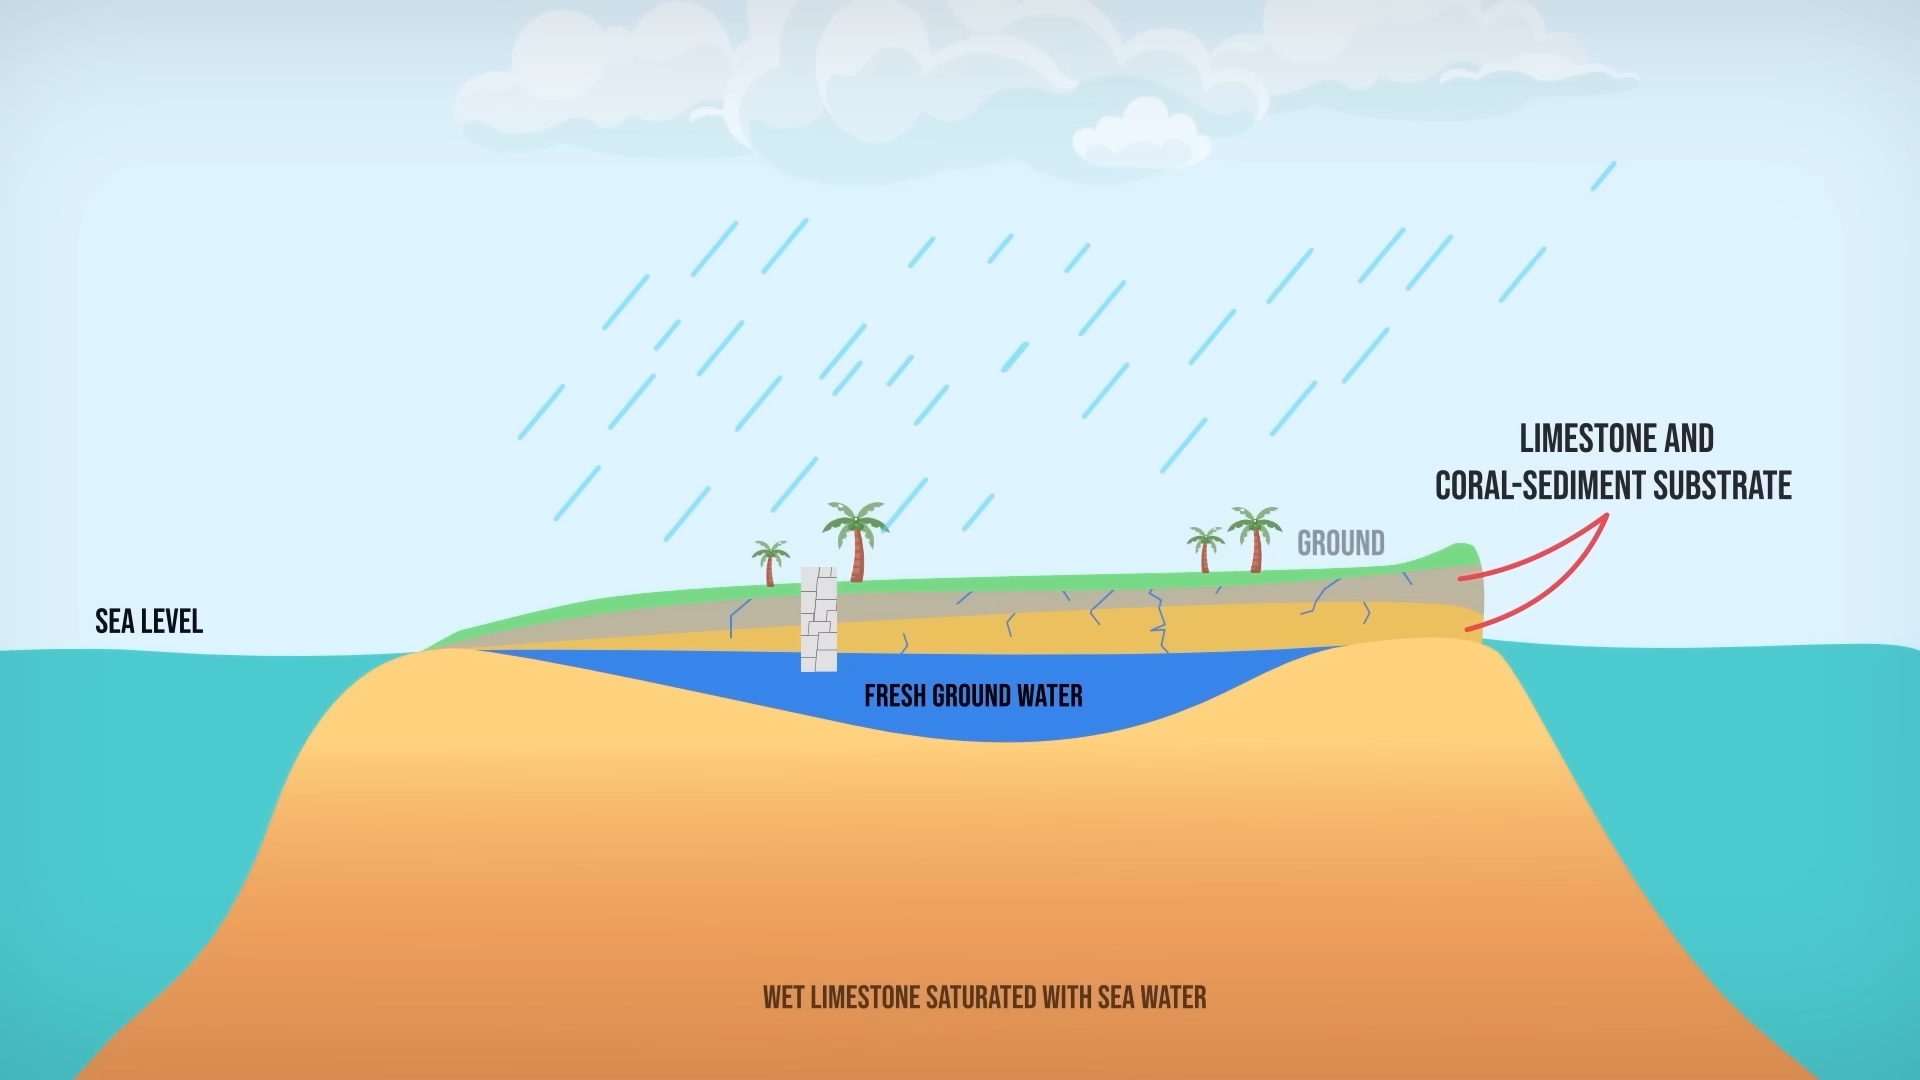 LIMESTONE AND
CORAL-SEDIMENT SUBSTRATE
GROUND
SEA LEVEL
FRESH GROUND WATER
WET LIMESTONE SATURATED WITH SEA WATER